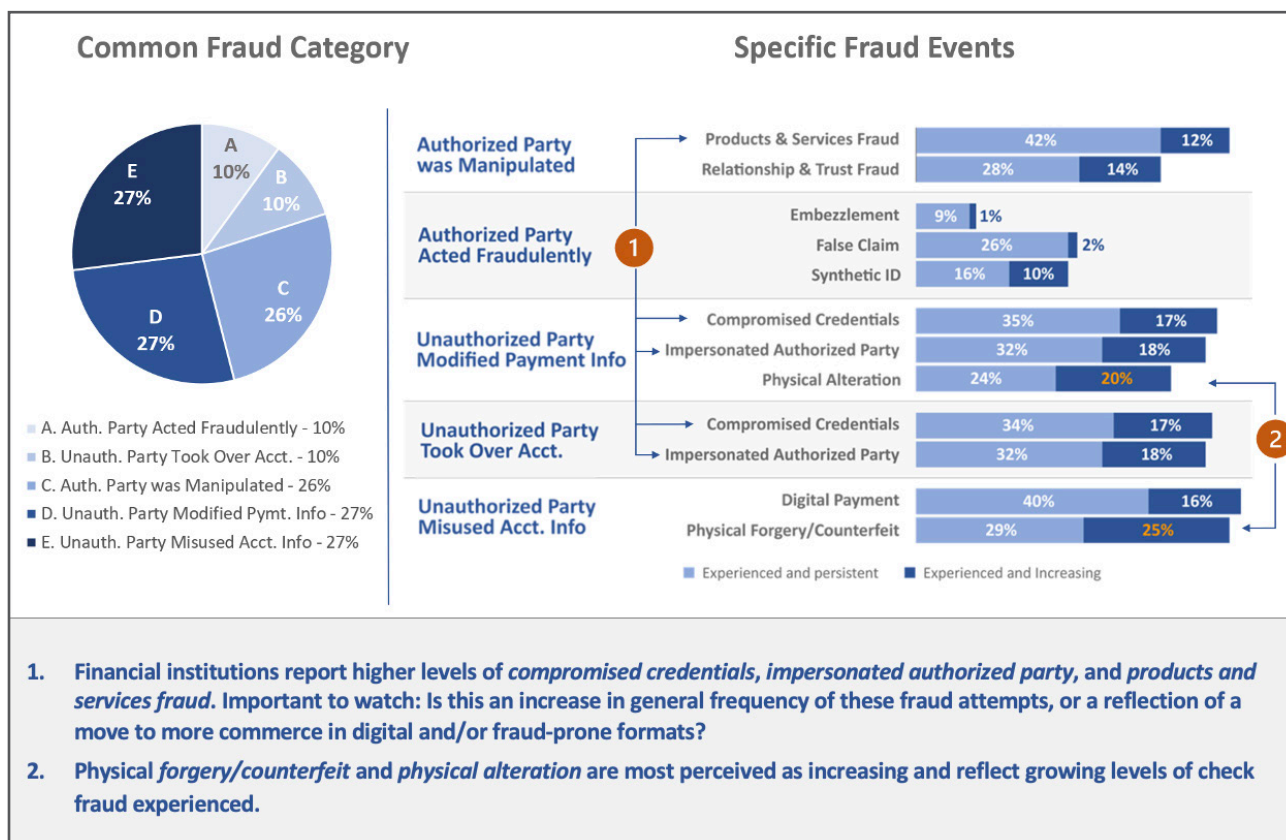 Common Fraud Category
Specific Fraud Events
A
10%
B
10%
C
26%
D
27%
E
27%
A. Auth. Party Acted Fraudulently - 10%
B. Unauth. Party Took Over Acct. - 10%
C. Auth. Party was Manipulated - 26%
D. Unauth. Party Modified Pymt. Info - 27%
E. Unauth. Party Misused Acct. Info - 27%
Authorized Party
was Manipulated
Products & Services Fraud 42% 12%
Relationship & Trust Fraud 28% 14%
Authorized Party
Acted Fraudulently
1
Embezzlement 9% 1%
False Claim 26% 2%
Synthetic ID 16% 10%
Unauthorized Party
Modified Payment Info
Compromised Credentials 35% 17%
Impersonated Authorized Party 32% 18%
Physical Alteration 24% 20%
Unauthorized Party
Took Over Acct.
Compromised Credentials 34% 17%
Impersonated Authorized Party 32% 18%
2
Unauthorized Party
Misused Acct. Info
Digital Payment 40% 16%
Physical Forgery/Counterfeit 29% 25%
Experienced and persistent
Experienced and Increasing
1. Financial institutions report higher levels of compromised credentials, impersonated authorized party, and products and
services fraud. Important to watch: Is this an increase in general frequency of these fraud attempts, or a reflection of a
move to more commerce in digital and/or fraud-prone formats?
2. Physical forgery/counterfeit and physical alteration are most perceived as increasing and reflect growing levels of check
fraud experienced.